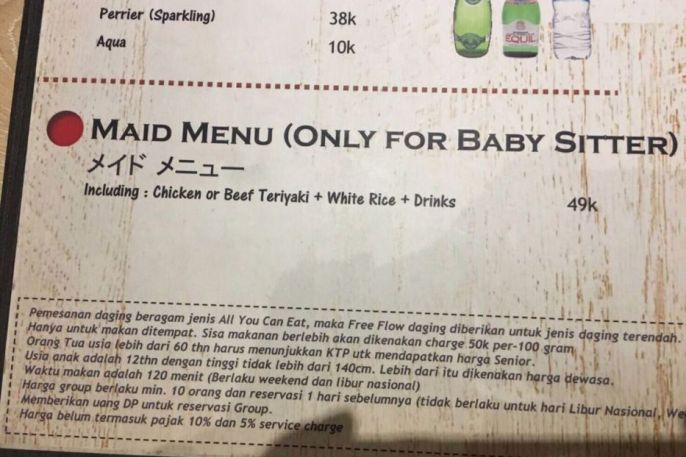 Perrier (Sparkling) 38k
Aqua 10k
EQUIL
MAID MENU (ONLY FOR BABY SITTER)
メイド メニュー
Including : Chicken or Beef Teriyaki + White Rice + Drinks 49k
Pemesanan daging beragam jenis All You Can Eat, maka Free Flow daging diberikan untuk jenis daging terendah.
Hanya untuk makan ditempat. Sisa makanan berlebih akan dikenakan charge 50k per-100 gram
Orang Tua usia lebih dari 60 thn harus menunjukkan KTP utk mendapatkan harga Senior.
Usia anak adalah 12thn dengan tinggi tidak lebih dari 140cm. Lebih dari itu dikenakan harga dewasa.
Waktu makan adalah 120 menit (Berlaku weekend dan libur nasional)
Harga group berlaku min. 10 orang dan reservasi 1 hari sebelumnya (tidak berlaku untuk hari Libur Nasional, We
Memberikan uang DP untuk reservasi Group.
Harga belum termasuk pajak 10% dan 5% service charge